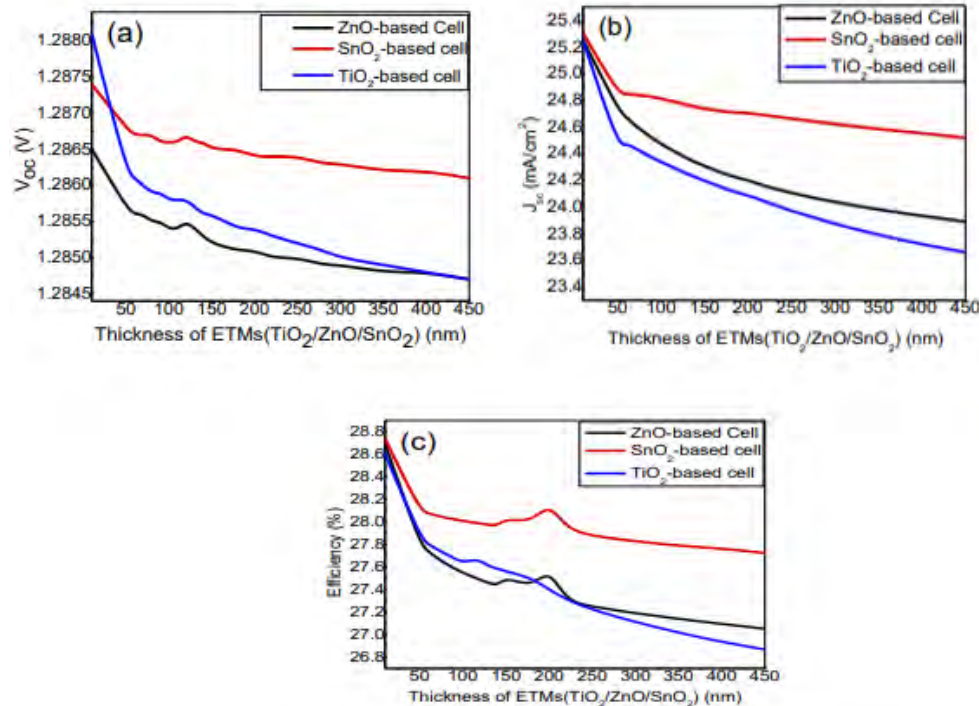 (a)
ZnO-based Cell
SnO₂-based cell
TiO₂-based cell
1.2880
1.2875
1.2870
1.2865
1.2860
1.2855
1.2850
1.2845
V_OC (V)
50 100 150 200 250 300 350 400 450
Thickness of ETMs(TiO₂/ZnO/SnO₂) (nm)
(b)
ZnO-based Cell
SnO₂-based cell
TiO₂-based cell
25.4
25.2
25.0
24.8
24.6
24.4
24.2
24.0
23.8
23.6
23.4
J_sc (mA/cm²)
50 100 150 200 250 300 350 400 450
Thickness of ETMs(TiO₂/ZnO/SnO₂) (nm)
(c)
ZnO-based Cell
SnO₂-based cell
TiO₂-based cell
28.8
28.6
28.4
28.2
28.0
27.8
27.6
27.4
27.2
27.0
26.8
Efficiency (%)
50 100 150 200 250 300 350 400 450
Thickness of ETMs(TiO₂/ZnO/SnO₂) (nm)